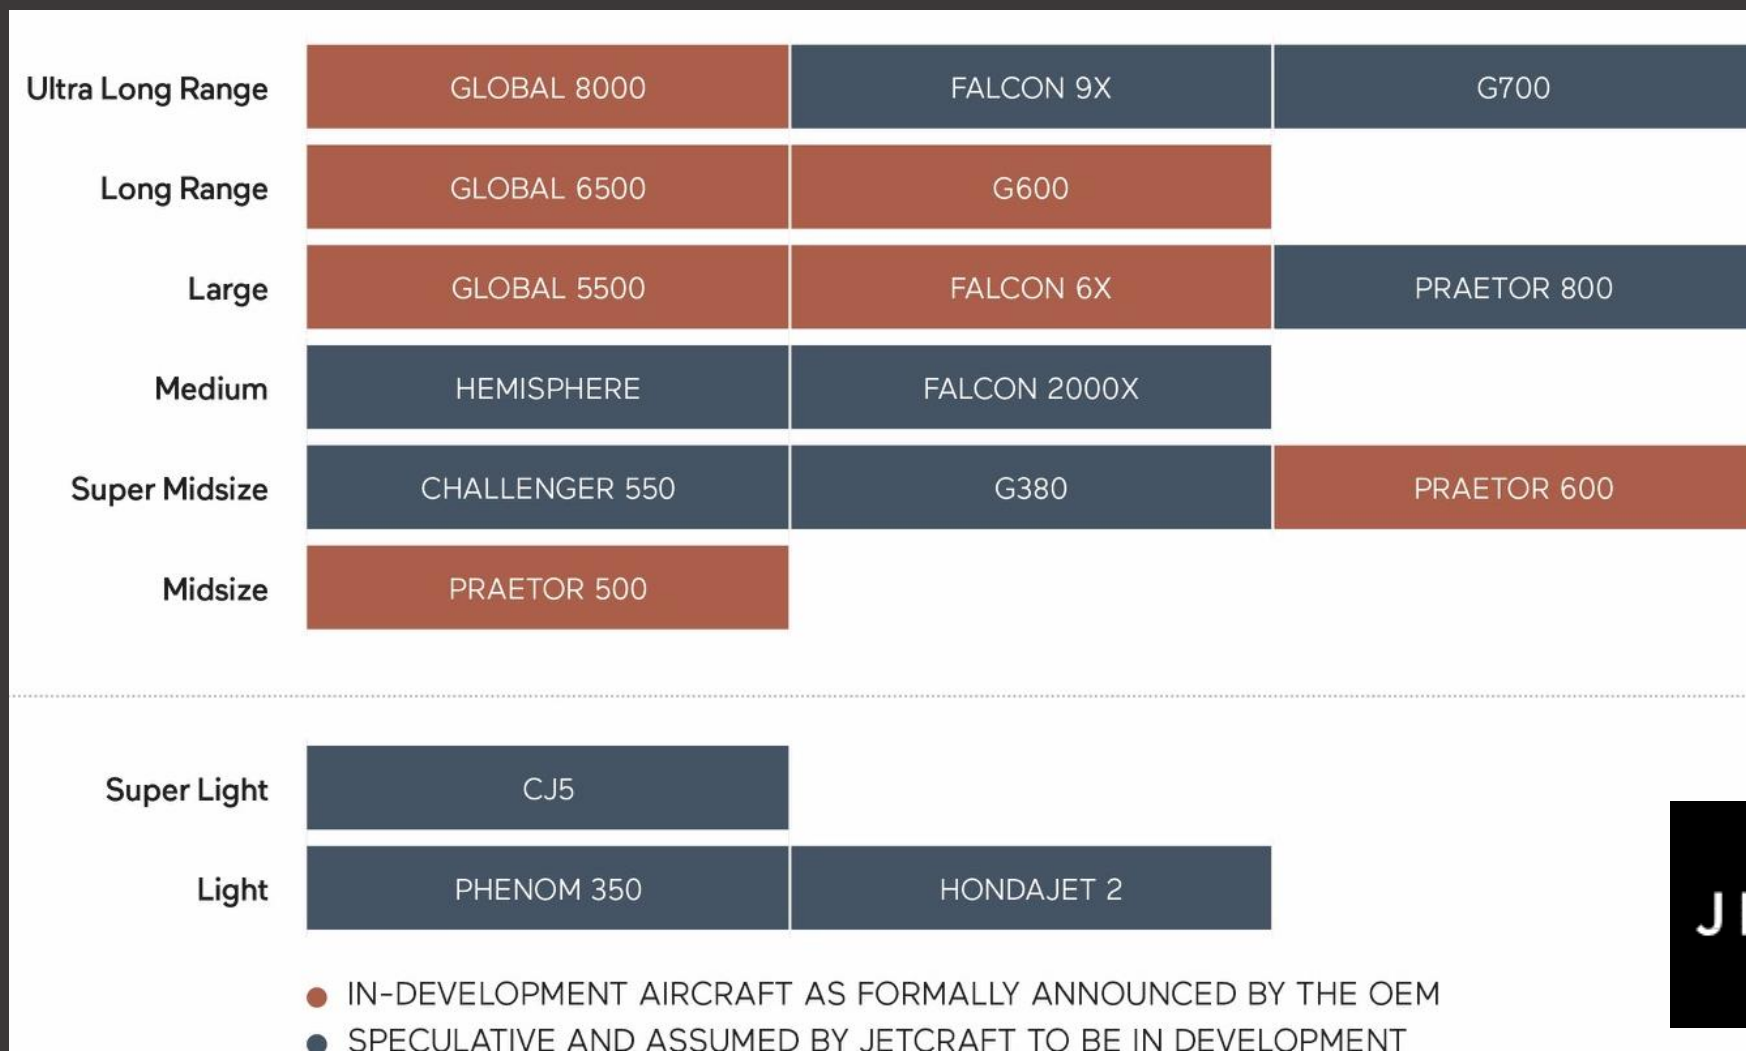 Ultra Long Range GLOBAL 8000 FALCON 9X G700
Long Range GLOBAL 6500 G600
Large GLOBAL 5500 FALCON 6X PRAETOR 800
Medium HEMISPHERE FALCON 2000X
Super Midsize CHALLENGER 550 G380 PRAETOR 600
Midsize PRAETOR 500
Super Light CJ5
Light PHENOM 350 HONDAJET 2
IN-DEVELOPMENT AIRCRAFT AS FORMALLY ANNOUNCED BY THE OEM
SPECULATIVE AND ASSUMED BY JETCRAFT TO BE IN DEVELOPMENT